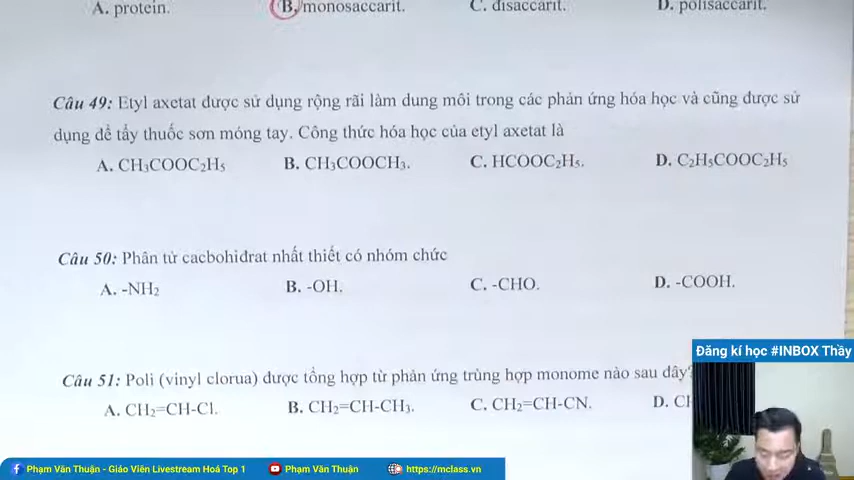 A. protein. B. monosaccarit. C. disaccarit. D. polisaccarit.
Câu 49: Etyl axetat được sử dụng rộng rãi làm dung môi trong các phản ứng hóa học và cũng được sử
dụng để tẩy thuốc sơn móng tay. Công thức hóa học của etyl axetat là
A. CH₃COOC₂H₅ B. CH₃COOCH₃. C. HCOOC₂H₅. D. C₂H₅COOC₂H₅
Câu 50: Phân tử cacbohiđrat nhất thiết có nhóm chức
A. -NH₂ B. -OH. C. -CHO. D. -COOH.
Đăng kí học #INBOX Thầy
Câu 51: Poli (vinyl clorua) được tổng hợp từ phản ứng trùng hợp monome nào sau đây?
A. CH₂=CH-Cl. B. CH₂=CH-CH₃. C. CH₂=CH-CN. D.
Phạm Văn Thuận - Giáo Viên Livestream Hoá Top 1 Phạm Văn Thuận https://mclass.vn